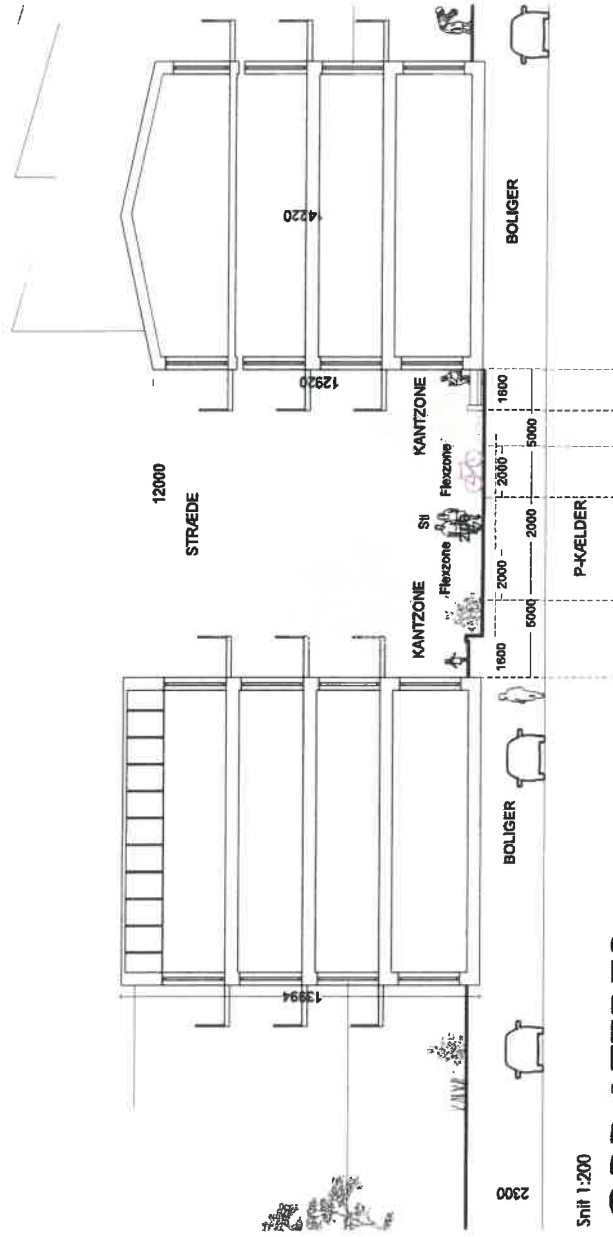 12000
STRÆDE
14220
12920
13994
KANTZONE
KANTZONE
Flexzone
Sti
Flexzone
BOLIGER
BOLIGER
1600
2000
2000
2000
1600
5000
5000
P-KÆLDER
2300
Snit 1:200